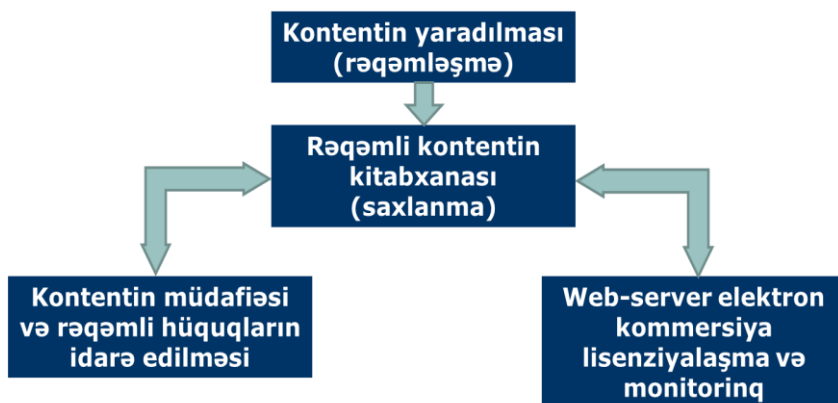 Kontentin yaradılması
(rəqəmləşmə)
Rəqəmli kontentin
kitabxanası
(saxlanma)
Kontentin müdafiəsi
və rəqəmli hüquqların
idarə edilməsi
Web-server elektron
kommersiya
lisenziyalaşma və
monitorinq